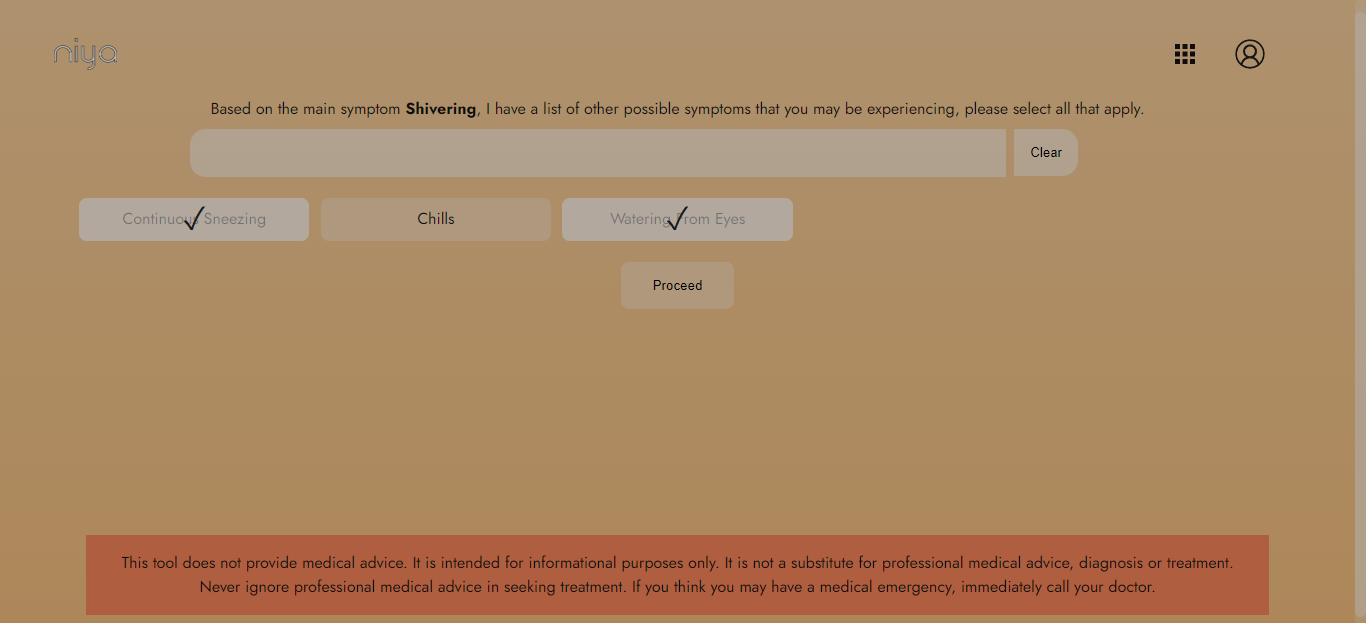 niya
Based on the main symptom Shivering, I have a list of other possible symptoms that you may be experiencing, please select all that apply.
Clear
Continuous Sneezing
Chills
Watering From Eyes
Proceed
This tool does not provide medical advice. It is intended for informational purposes only. It is not a substitute for professional medical advice, diagnosis or treatment.
Never ignore professional medical advice in seeking treatment. If you think you may have a medical emergency, immediately call your doctor.